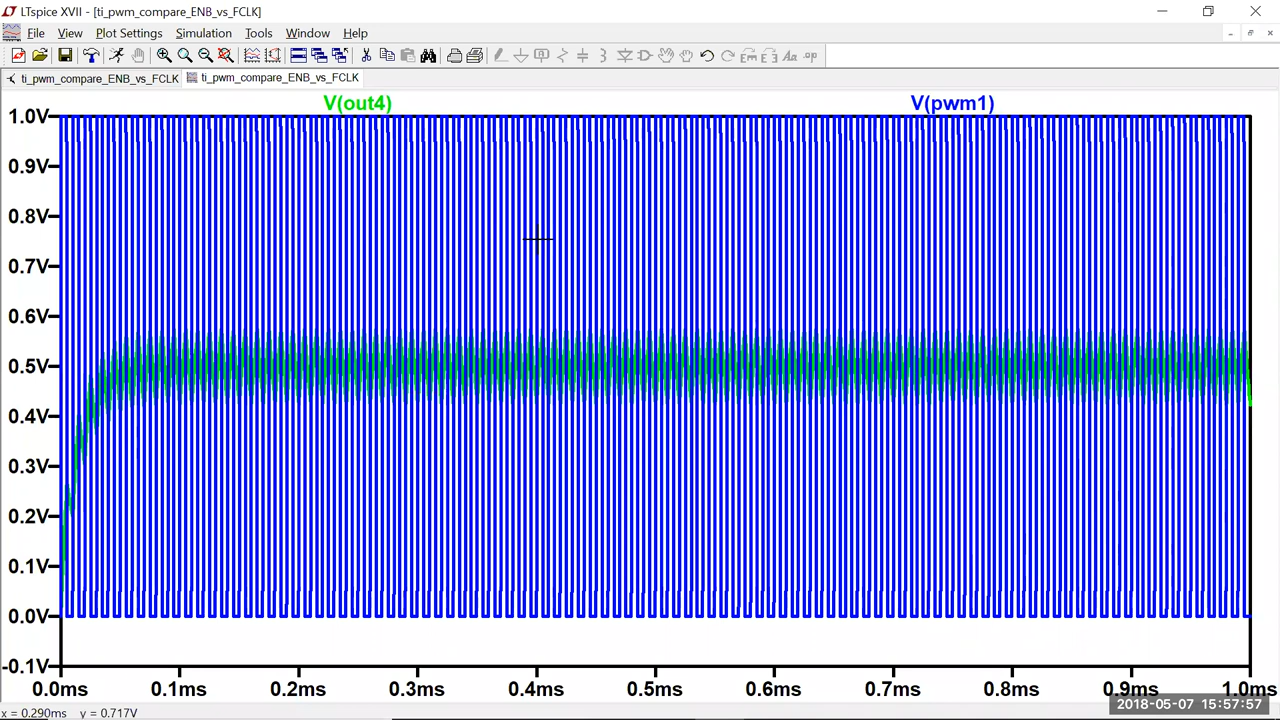 LTspice XVII - [ti_pwm_compare_ENB_vs_FCLK]
File View Plot Settings Simulation Tools Window Help
ti_pwm_compare_ENB_vs_FCLK ti_pwm_compare_ENB_vs_FCLK
V(out4) V(pwm1)
1.0V
0.9V
0.8V
0.7V
0.6V
0.5V
0.4V
0.3V
0.2V
0.1V
0.0V
-0.1V
0.0ms 0.1ms 0.2ms 0.3ms 0.4ms 0.5ms 0.6ms 0.7ms 0.8ms 0.9ms 1.0ms
2018-05-07 15:57:57
x = 0.290ms y = 0.717V